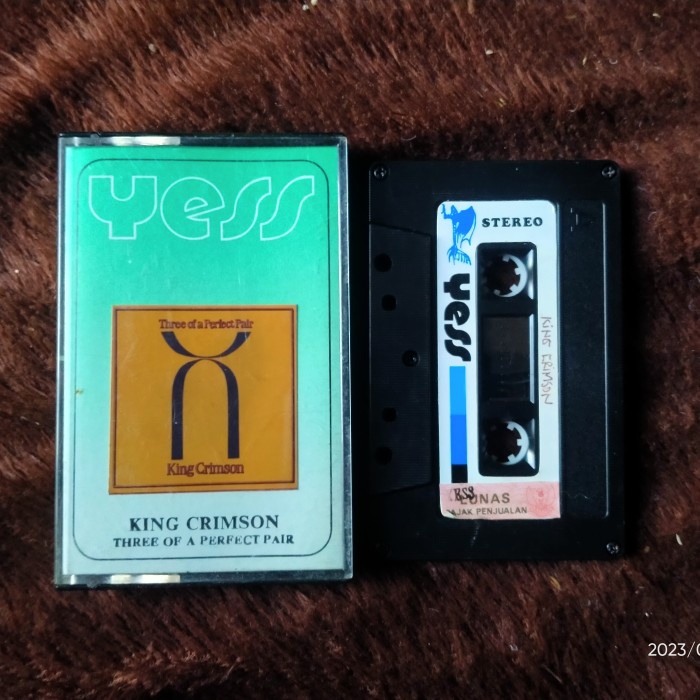 Yess
Three of a Perfect Pair
King Crimson
KING CRIMSON
THREE OF A PERFECT PAIR
STEREO
Yess
KING CRIMSON
LUNAS
AJAK PENJUALAN
2023/0